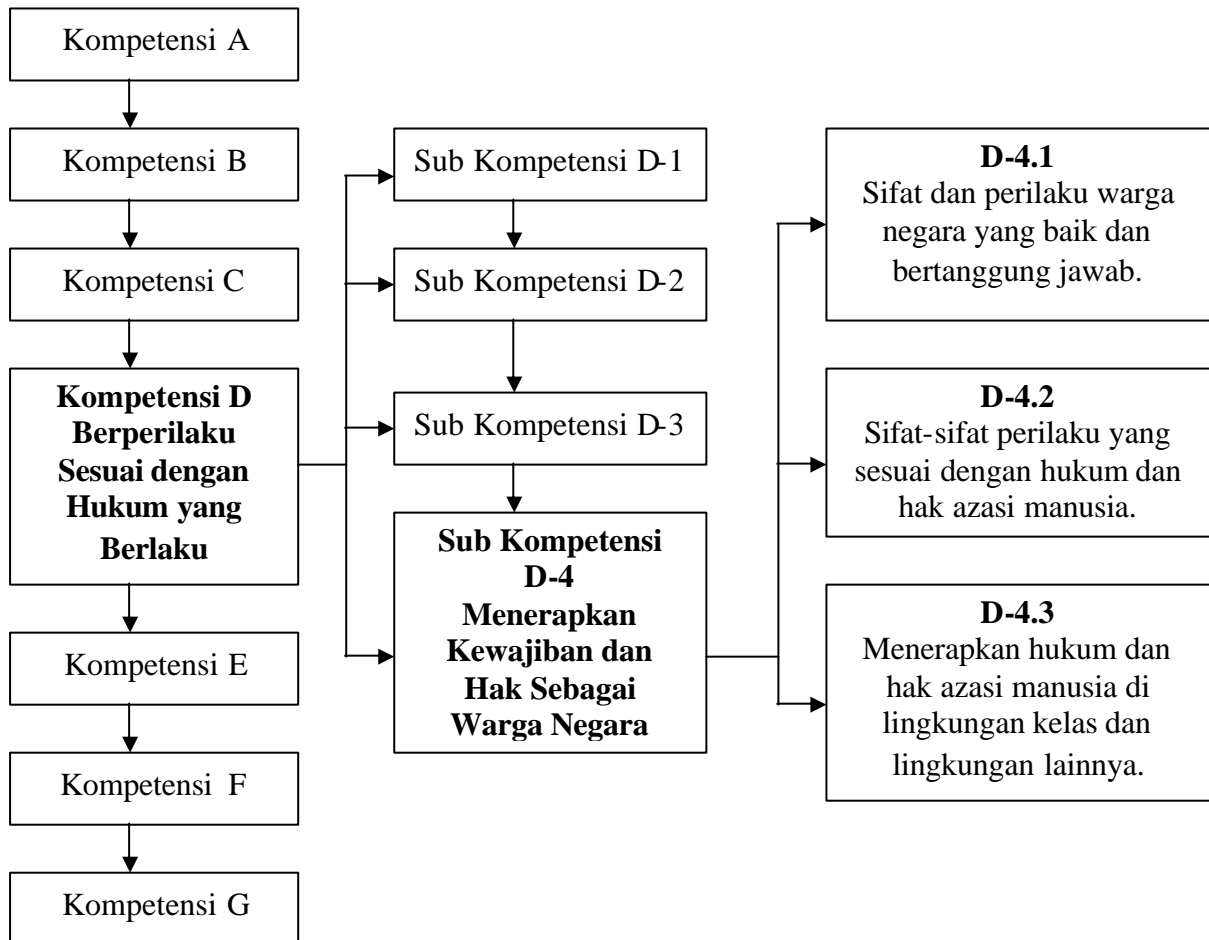 Kompetensi A
Kompetensi B
Kompetensi C
Kompetensi D
Berperilaku
Sesuai dengan
Hukum yang
Berlaku
Kompetensi E
Kompetensi F
Kompetensi G
Sub Kompetensi D-1
Sub Kompetensi D-2
Sub Kompetensi D-3
Sub Kompetensi
D-4
Menerapkan
Kewajiban dan
Hak Sebagai
Warga Negara
D-4.1
Sifat dan perilaku warga
negara yang baik dan
bertanggung jawab.
D-4.2
Sifat-sifat perilaku yang
sesuai dengan hukum dan
hak azasi manusia.
D-4.3
Menerapkan hukum dan
hak azasi manusia di
lingkungan kelas dan
lingkungan lainnya.